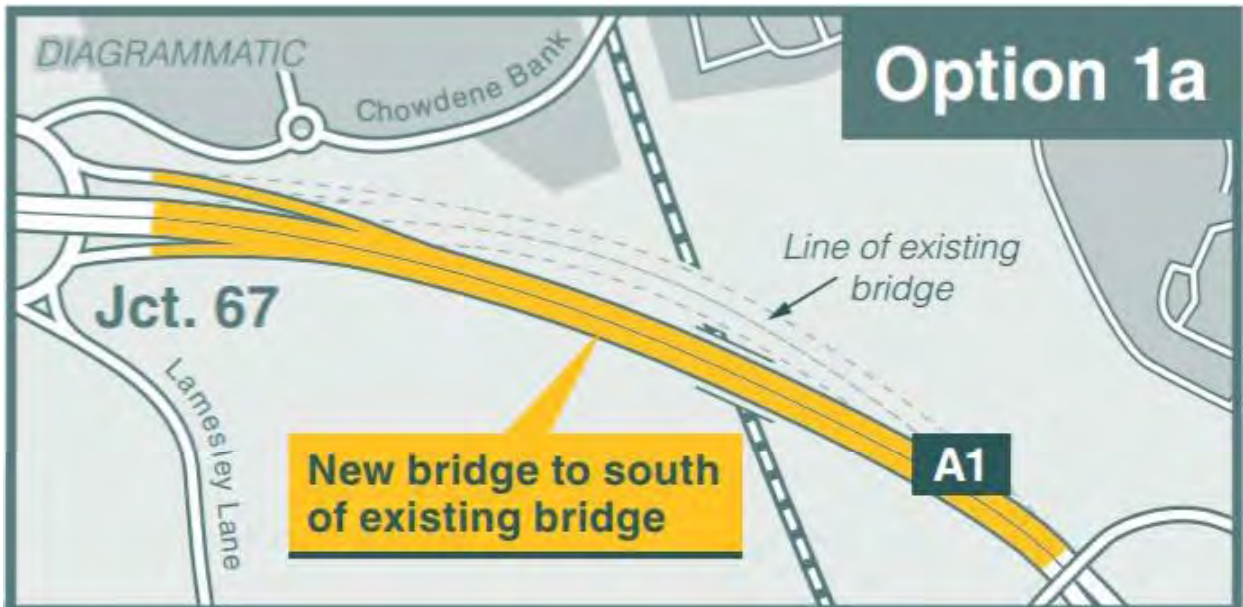 DIAGRAMMATIC
Chowdene Bank
Option 1a
Line of existing
bridge
Jct. 67
Lamesley Lane
New bridge to south
of existing bridge
A1